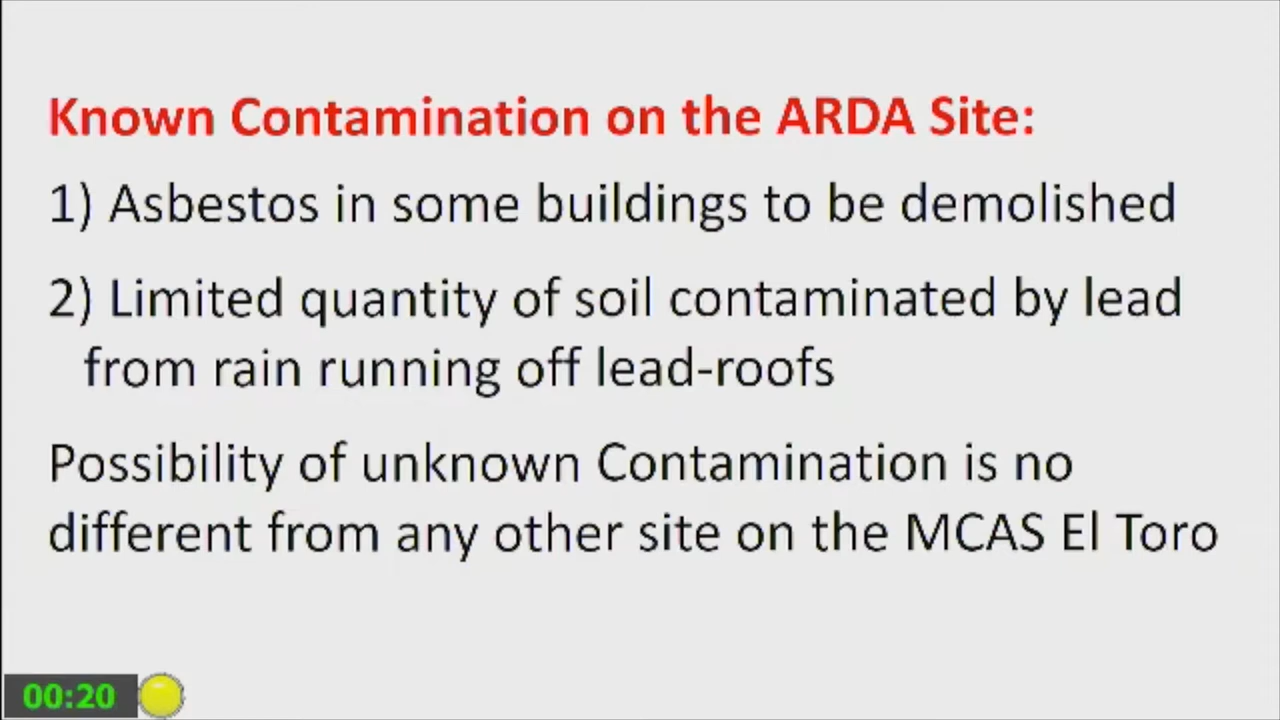 Known Contamination on the ARDA Site:
1) Asbestos in some buildings to be demolished
2) Limited quantity of soil contaminated by lead
from rain running off lead-roofs
Possibility of unknown Contamination is no
different from any other site on the MCAS El Toro
00:20